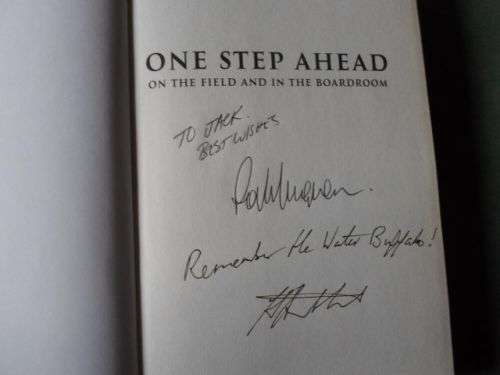 ONE STEP AHEAD
ON THE FIELD AND IN THE BOARDROOM
TO JACK.
BEST WISHES
Remember the Water Buffalo!